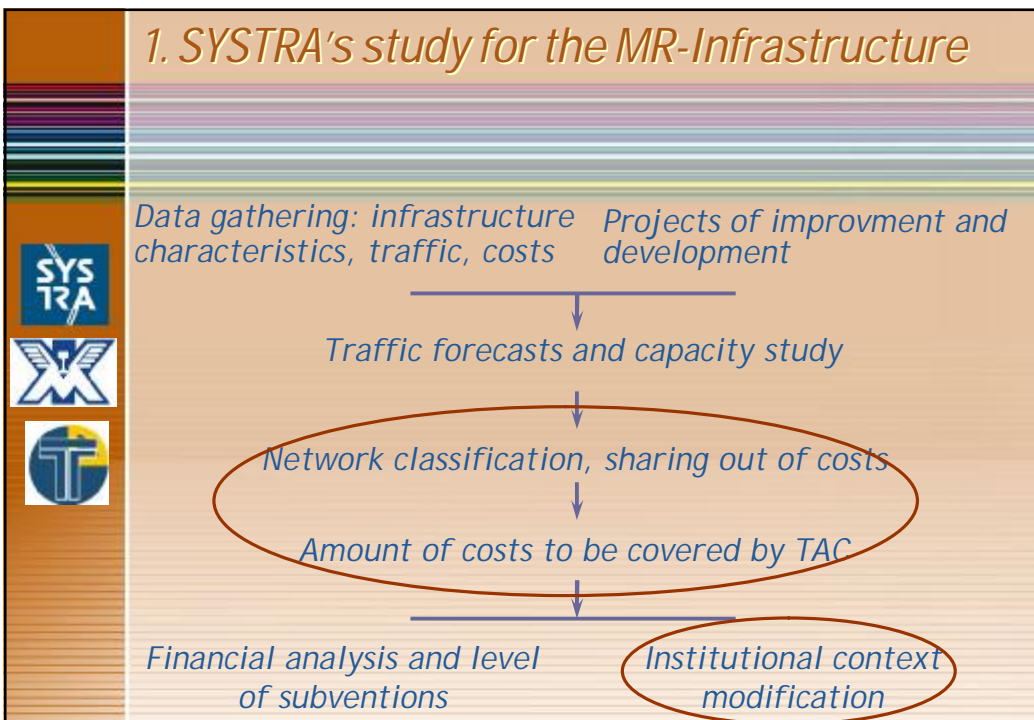 1. SYSTRA's study for the MR-Infrastructure
Data gathering: infrastructure
characteristics, traffic, costs
Projects of improvment and
development
SYS
TRA
Traffic forecasts and capacity study
Network classification, sharing out of costs
Amount of costs to be covered by TAC
Financial analysis and level
of subventions
Institutional context
modification